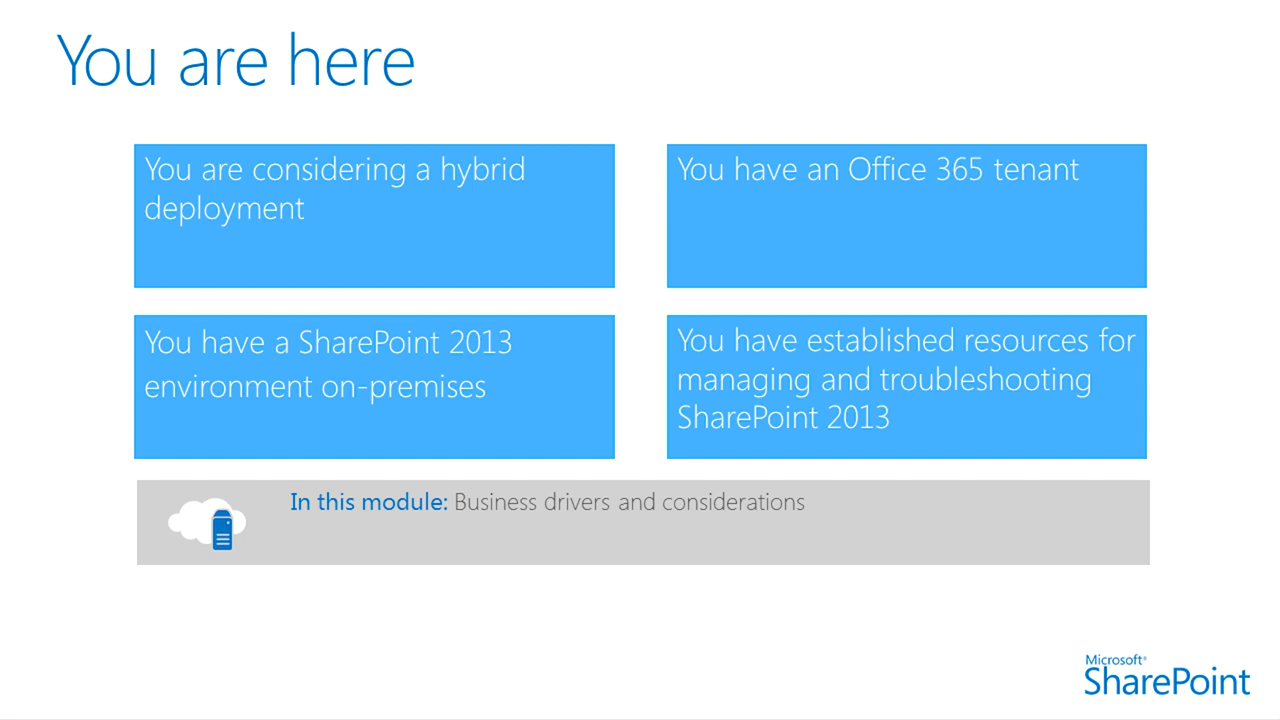 You are here
You are considering a hybrid
deployment
You have an Office 365 tenant
You have a SharePoint 2013
environment on-premises
You have established resources for
managing and troubleshooting
SharePoint 2013
In this module: Business drivers and considerations
Microsoft®
SharePoint